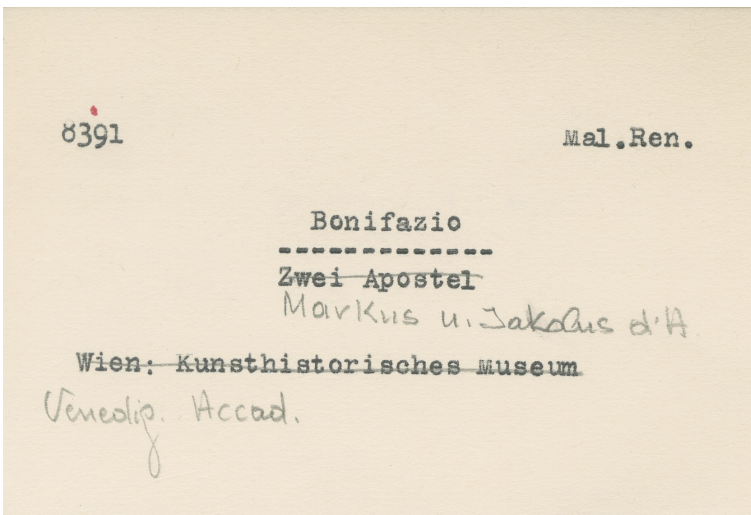 8391
Mal.Ren.
Bonifazio
-------------
Zwei Apostel
Markus u. Jakobus d'A
Wien: Kunsthistorisches Museum
Venedig. Accad.